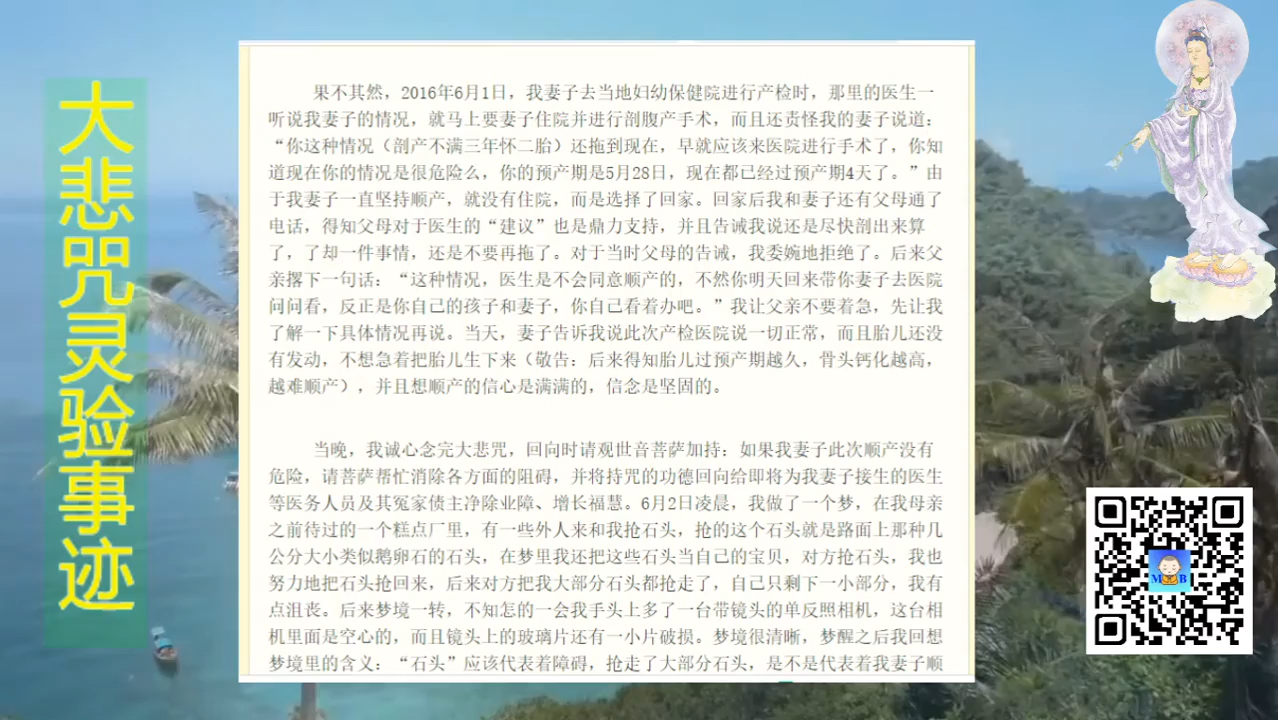 大悲咒灵验事迹
果不其然，2016年6月1日，我妻子去当地妇幼保健院进行产检时，那里的医生一
听说我妻子的情况，就马上要妻子住院并进行剖腹产手术，而且还责怪我的妻子说道：
“你这种情况（剖产不满三年怀二胎）还拖到现在，早就应该来医院进行手术了，你知
道现在你的情况是很危险么，你的预产期是5月28日，现在都己经过预产期4天了。”由
于我妻子一直坚持顺产，就没有住院，而是选择了回家。回家后我和妻子还有父母通了
电话，得知父母对于医生的“建议”也是鼎力支持，并且告诫我说还是尽快剖出来算
了，了却一件事情，还是不要再拖了。对于当时父母的告诫，我委婉地拒绝了。后来父
亲撂下一句话：“这种情况，医生是不会同意顺产的，不然你明天回来带你妻子去医院
问问看，反正是你自己的孩子和妻子，你自己看着办吧。”我让父亲不要着急，先让我
了解一下具体情况再说。当天，妻子告诉我说此次产检医院说一切正常，而且胎儿还没
有发动，不想急着把胎儿生下来（敬告：后来得知胎儿过预产期越久，骨头钙化越高，
越难顺产），并且想顺产的信心是满满的，信念是坚固的。
当晚，我诚心念完大悲咒，回向时请观世音菩萨加持：如果我妻子此次顺产没有
危险，请菩萨帮忙消除各方面的阻碍，并将持咒的功德回向给即将为我妻子接生的医生
等医务人员及其冤家债主净除业障、增长福慧。6月2日凌晨，我做了一个梦，在我母亲
之前待过的一个糕点厂里，有一些外人来和我抢石头，抢的这个石头就是路面上那种几
公分大小类似鹅卵石的石头，在梦里我还把这些石头当自己的宝贝，对方抢石头，我也
努力地把石头抢回来，后来对方把我大部分石头都抢走了，自己只剩下一小部分，我有
点沮丧。后来梦境一转，不知怎的一会我手头上多了一台带镜头的单反照相机，这台相
机里面是空心的，而且镜头上的玻璃片还有一小片破损。梦境很清晰，梦醒之后我回想
梦境里的含义：“石头”应该代表着障碍，抢走了大部分石头，是不是代表着我妻子顺
M B